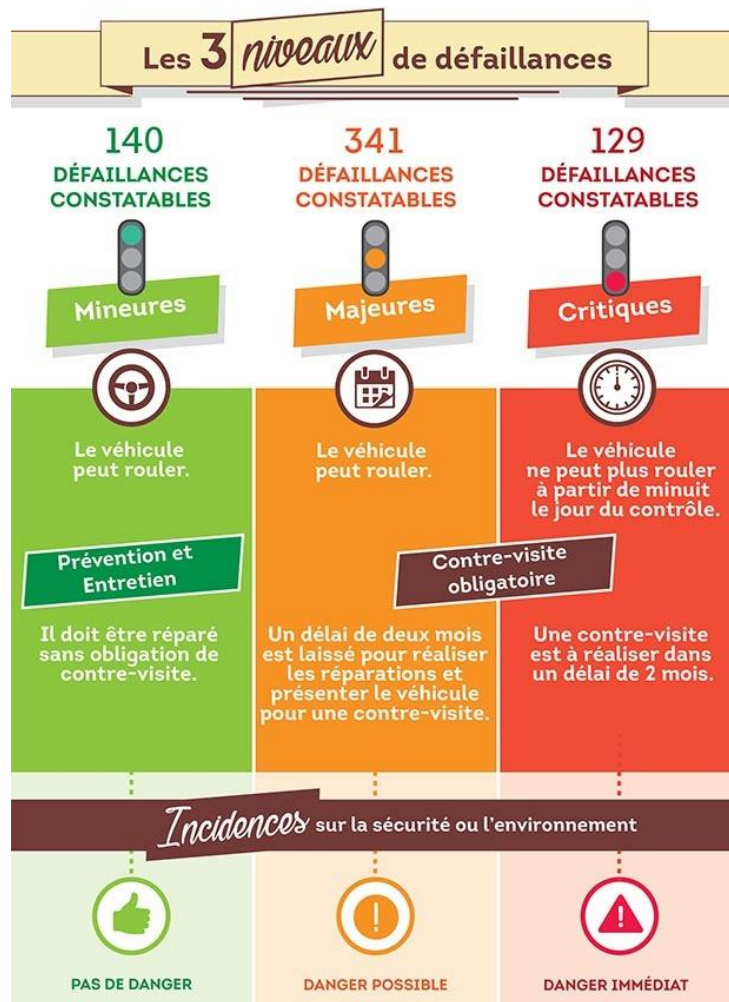 Les 3 niveaux de défaillances
140
DÉFAILLANCES
CONSTATABLES
Mineures
Le véhicule
peut rouler.
Prévention et
Entretien
Il doit être réparé
sans obligation de
contre-visite.
341
DÉFAILLANCES
CONSTATABLES
Majeures
Le véhicule
peut rouler.
Contre-visite
obligatoire
Un délai de deux mois
est laissé pour réaliser
les réparations et
présenter le véhicule
pour une contre-visite.
129
DÉFAILLANCES
CONSTATABLES
Critiques
Le véhicule
ne peut plus rouler
à partir de minuit
le jour du contrôle.
Une contre-visite
est à réaliser dans
un délai de 2 mois.
Incidences sur la sécurité ou l'environnement
PAS DE DANGER
DANGER POSSIBLE
DANGER IMMÉDIAT